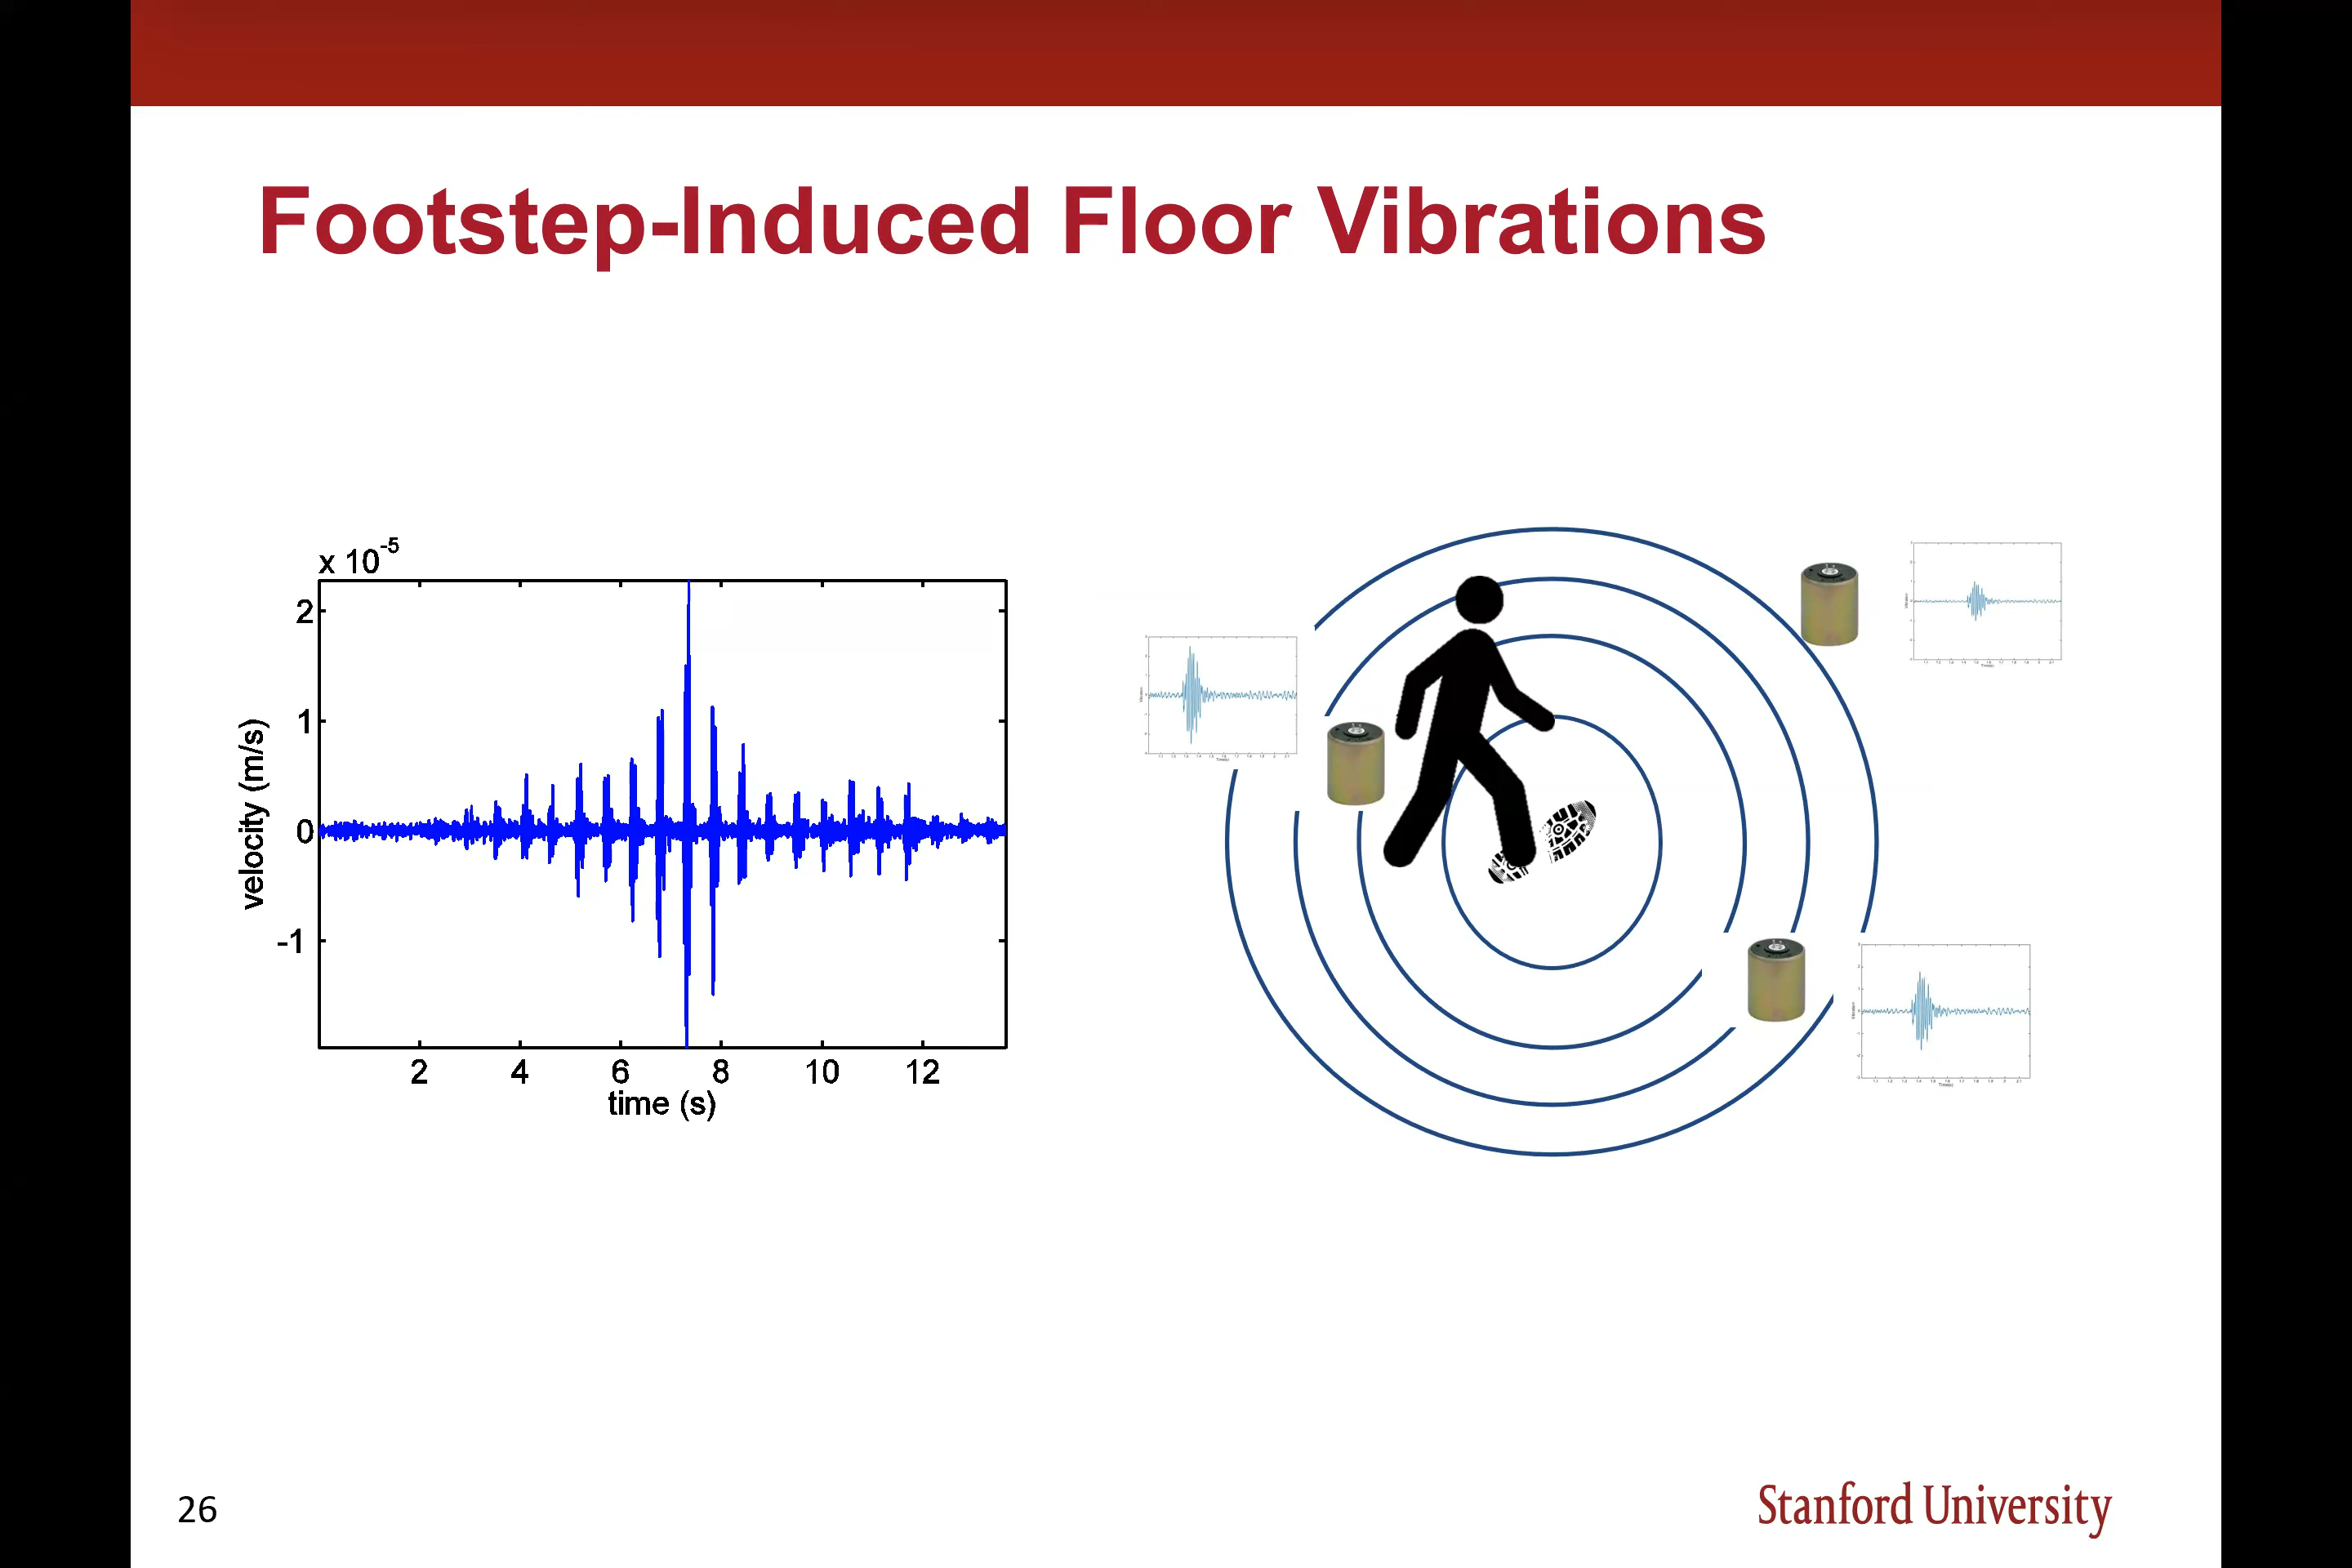 Footstep-Induced Floor Vibrations
x 10-5
2
1
0
-1
velocity (m/s)
2 4 6 8 10 12
time (s)
26
Stanford University